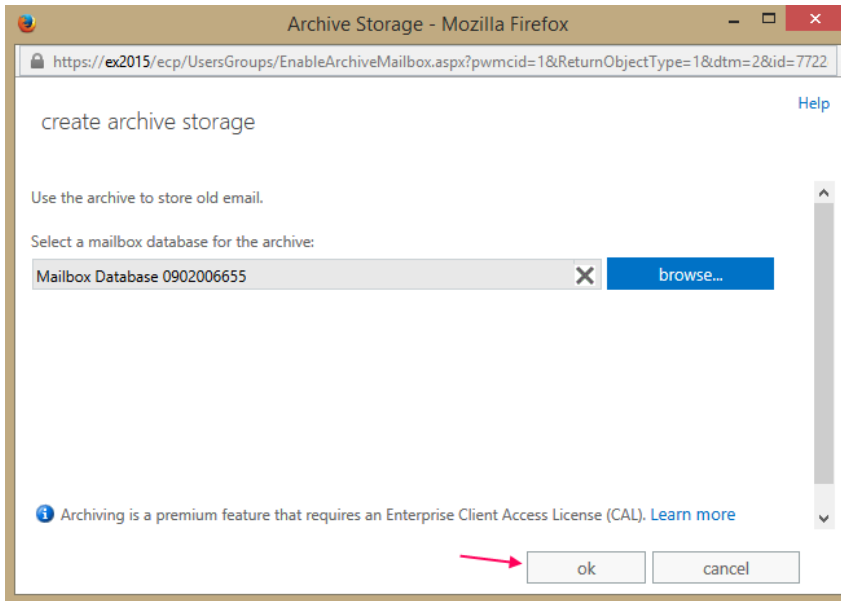 Archive Storage - Mozilla Firefox
https://ex2015/ecp/UsersGroups/EnableArchiveMailbox.aspx?pwmcid=1&ReturnObjectType=1&dtm=2&id=7722
Help
create archive storage
Use the archive to store old email.
Select a mailbox database for the archive:
Mailbox Database 0902006655
browse...
Archiving is a premium feature that requires an Enterprise Client Access License (CAL). Learn more
ok
cancel